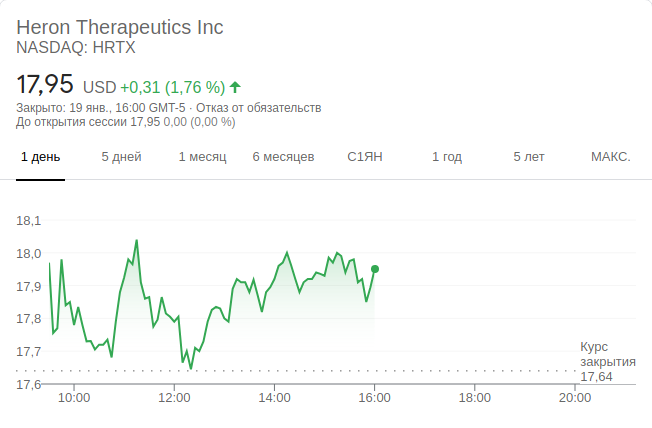 Heron Therapeutics Inc
NASDAQ: HRTX
17,95 USD +0,31 (1,76 %)
Закрыто: 19 янв., 16:00 GMT-5 · Отказ от обязательств
До открытия сессии 17,95 0,00 (0,00 %)
1 день 5 дней 1 месяц 6 месяцев С1ЯН 1 год 5 лет МАКС.
18,1
18,0
17,9
17,8
17,7
17,6
Курс
закрытия
17,64
10:00 12:00 14:00 16:00 18:00 20:00